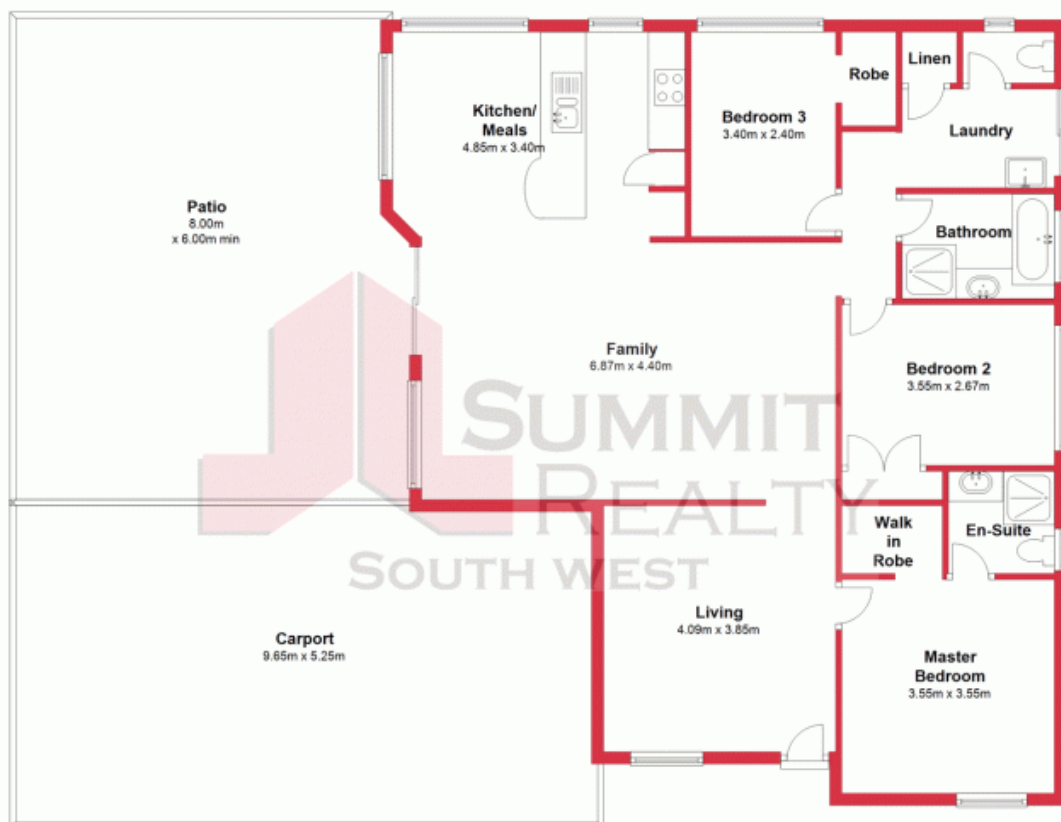 Patio
8.00m
x 6.00m min
Kitchen/
Meals
4.85m x 3.40m
Bedroom 3
3.40m x 2.40m
Robe
Linen
Laundry
Bathroom
Family
6.87m x 4.40m
Bedroom 2
3.55m x 2.67m
SUMMIT
REALTY
SOUTH WEST
Walk
in
Robe
En-Suite
Carport
9.65m x 5.25m
Living
4.09m x 3.85m
Master
Bedroom
3.55m x 3.55m